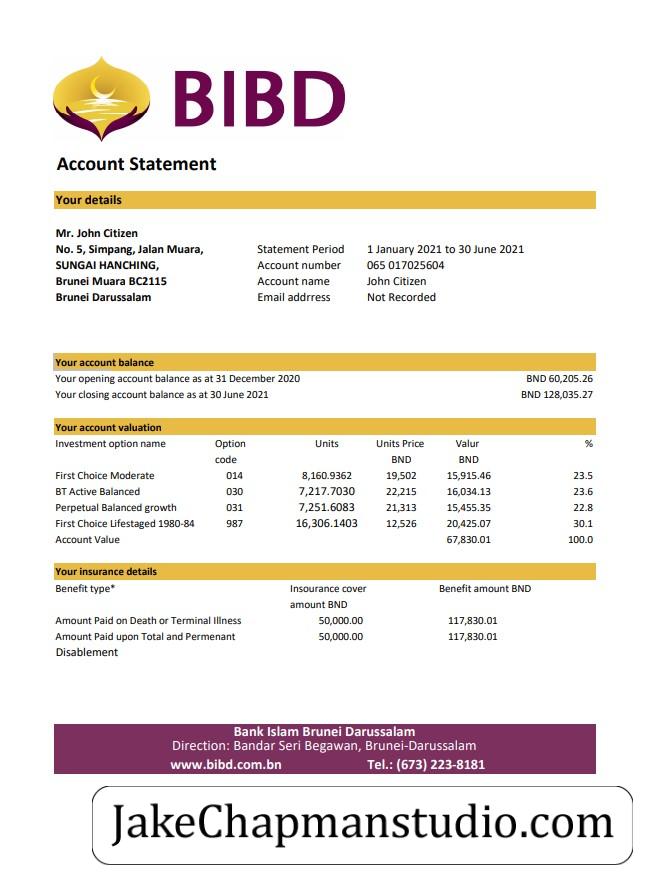 BIBD
Account Statement
Your details
Mr. John Citizen
No. 5, Simpang, Jalan Muara, Statement Period 1 January 2021 to 30 June 2021
SUNGAI HANCHING, Account number 065 017025604
Brunei Muara BC2115 Account name John Citizen
Brunei Darussalam Email addrress Not Recorded
Your account balance
Your opening account balance as at 31 December 2020 BND 60,205.26
Your closing account balance as at 30 June 2021 BND 128,035.27
Your account valuation
Investment option name Option Units Units Price Valur %
code BND BND
First Choice Moderate 014 8,160.9362 19,502 15,915.46 23.5
BT Active Balanced 030 7,217.7030 22,215 16,034.13 23.6
Perpetual Balanced growth 031 7,251.6083 21,313 15,455.35 22.8
First Choice Lifestaged 1980-84 987 16,306.1403 12,526 20,425.07 30.1
Account Value 67,830.01 100.0
Your insurance details
Benefit type* Insourance cover Benefit amount BND
amount BND
Amount Paid on Death or Terminal Illness 50,000.00 117,830.01
Amount Paid upon Total and Permenant 50,000.00 117,830.01
Disablement
Bank Islam Brunei Darussalam
Direction: Bandar Seri Begawan, Brunei-Darussalam
www.bibd.com.bn Tel.: (673) 223-8181
JakeChapmanstudio.com